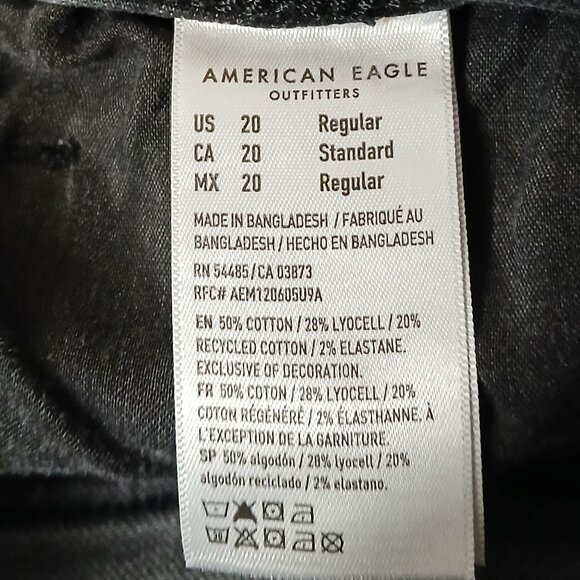 AMERICAN EAGLE
OUTFITTERS
US 20 Regular
CA 20 Standard
MX 20 Regular
MADE IN BANGLADESH / FABRIQUÉ AU
BANGLADESH / HECHO EN BANGLADESH
RN 54485 / CA 03873
RFC# AEM120605U9A
EN 50% COTTON / 28% LYOCELL / 20%
RECYCLED COTTON / 2% ELASTANE.
EXCLUSIVE OF DECORATION.
FR 50% COTON / 28% LYOCELL / 20%
COTON RÉGÉNÉRÉ / 2% ÉLASTHANNE. À
L'EXCEPTION DE LA GARNITURE.
SP 50% algodón / 28% lyocell / 20%
algodón reciclado / 2% elastano.